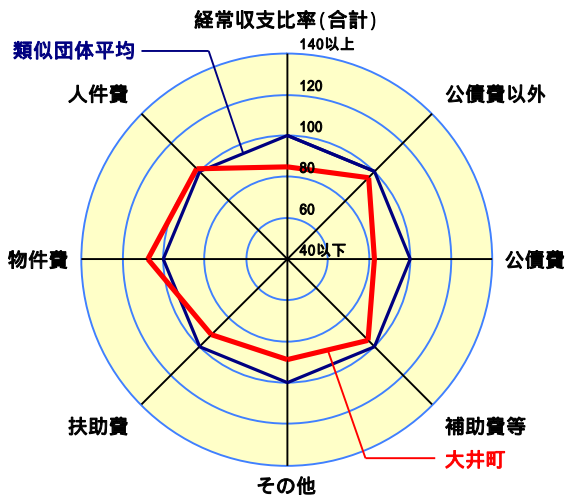 経常収支比率(合計)
140以上
類似団体平均
120
人件費
公債費以外
100
80
60
40以下
物件費
公債費
扶助費
補助費等
大井町
その他